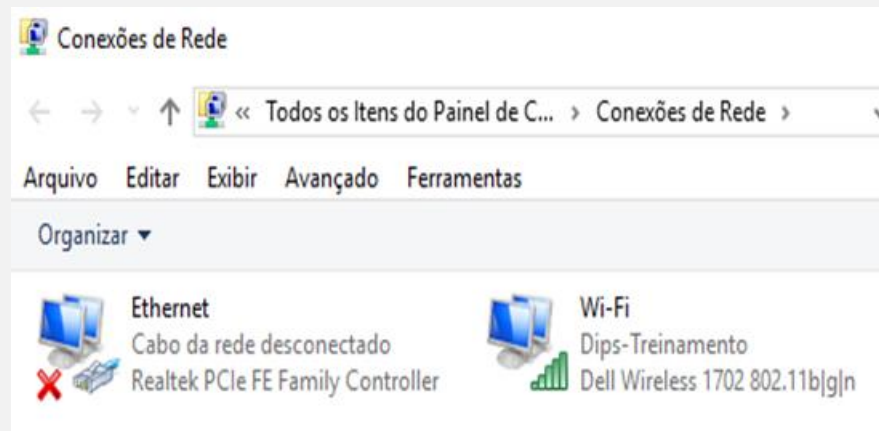 Conexões de Rede
« Todos os Itens do Painel de C... › Conexões de Rede ›
Arquivo Editar Exibir Avançado Ferramentas
Organizar
Ethernet
Cabo da rede desconectado
Realtek PCIe FE Family Controller
Wi-Fi
Dips-Treinamento
Dell Wireless 1702 802.11b|g|n